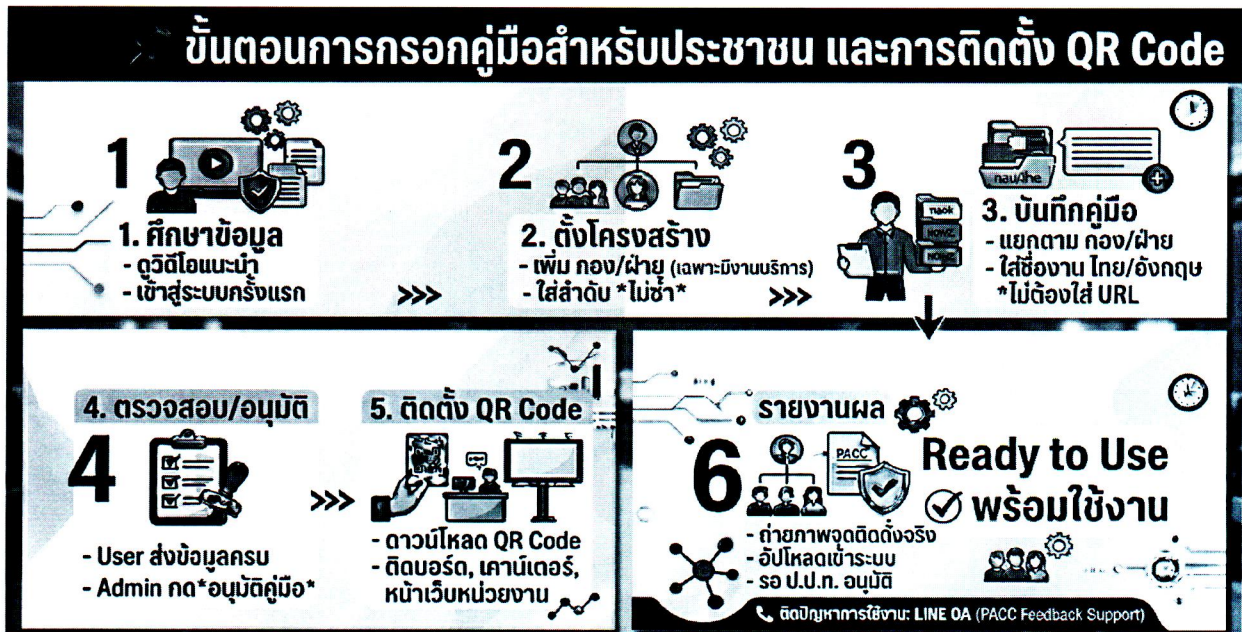 ขั้นตอนการกรอกคู่มือสำหรับประชาชน และการติดตั้ง QR Code
1
1. ศึกษาข้อมูล
- ดูวิดีโอแนะนำ
- เข้าสู่ระบบครั้งแรก
>>>
2
2. ตั้งโครงสร้าง
- เพิ่ม กอง/ฝ่าย (เฉพาะมีงานบริการ)
- ใส่ลำดับ *ไม่ซ้ำ*
>>>
3
3. บันทึกคู่มือ
- แยกตาม กอง/ฝ่าย
- ใส่ชื่องาน ไทย/อังกฤษ
*ไม่ต้องใส่ URL
4. ตรวจสอบ/อนุมัติ
4
- User ส่งข้อมูลครบ
- Admin กด*อนุมัติคู่มือ*
>>>
5. ติดตั้ง QR Code
- ดาวน์โหลด QR Code
- ติดบอร์ด, เคาน์เตอร์,
หน้าเว็บหน่วยงาน
รายงานผล
6
PACC
- ถ่ายภาพจุดติดตั้งจริง
- อัปโหลดเข้าระบบ
- รอ ป.ป.ท. อนุมัติ
Ready to Use
พร้อมใช้งาน
ติดปัญหาการใช้งาน: LINE OA (PACC Feedback Support)